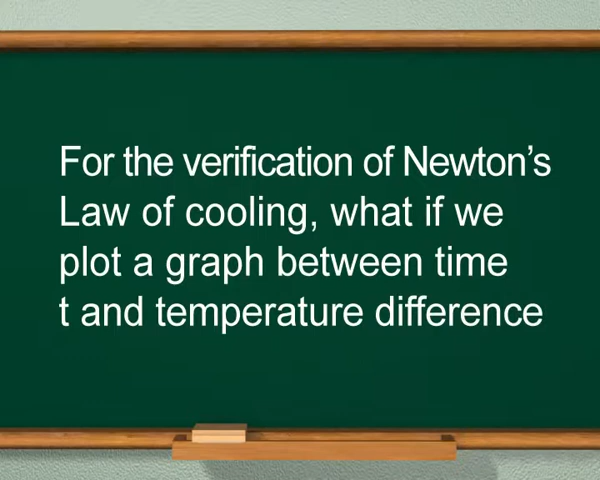 For the verification of Newton’s
Law of cooling, what if we
plot a graph between time
t and temperature difference